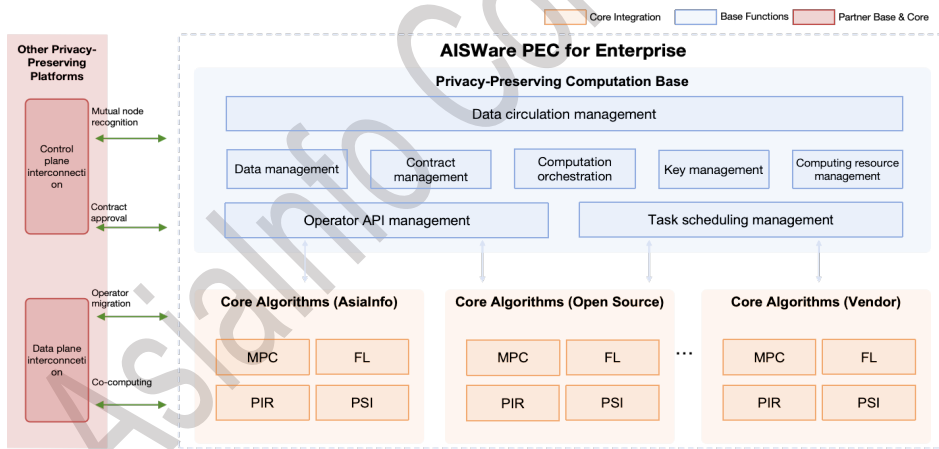 Core Integration
Base Functions
Partner Base & Core
Other Privacy-
Preserving
Platforms
AISWare PEC for Enterprise
Privacy-Preserving Computation Base
Data circulation management
Mutual node
recognition
Control
plane
interconnecti
on
Contract
approval
Data management
Contract
management
Computation
orchestration
Key management
Computing resource
management
Operator API management
Task scheduling management
Operator
migration
Data plane
interconnceti
on
Co-computing
Core Algorithms (AsiaInfo)
MPC
FL
PIR
PSI
Core Algorithms (Open Source)
MPC
FL
PIR
PSI
...
Core Algorithms (Vendor)
MPC
FL
PIR
PSI
AsiaInfo Co